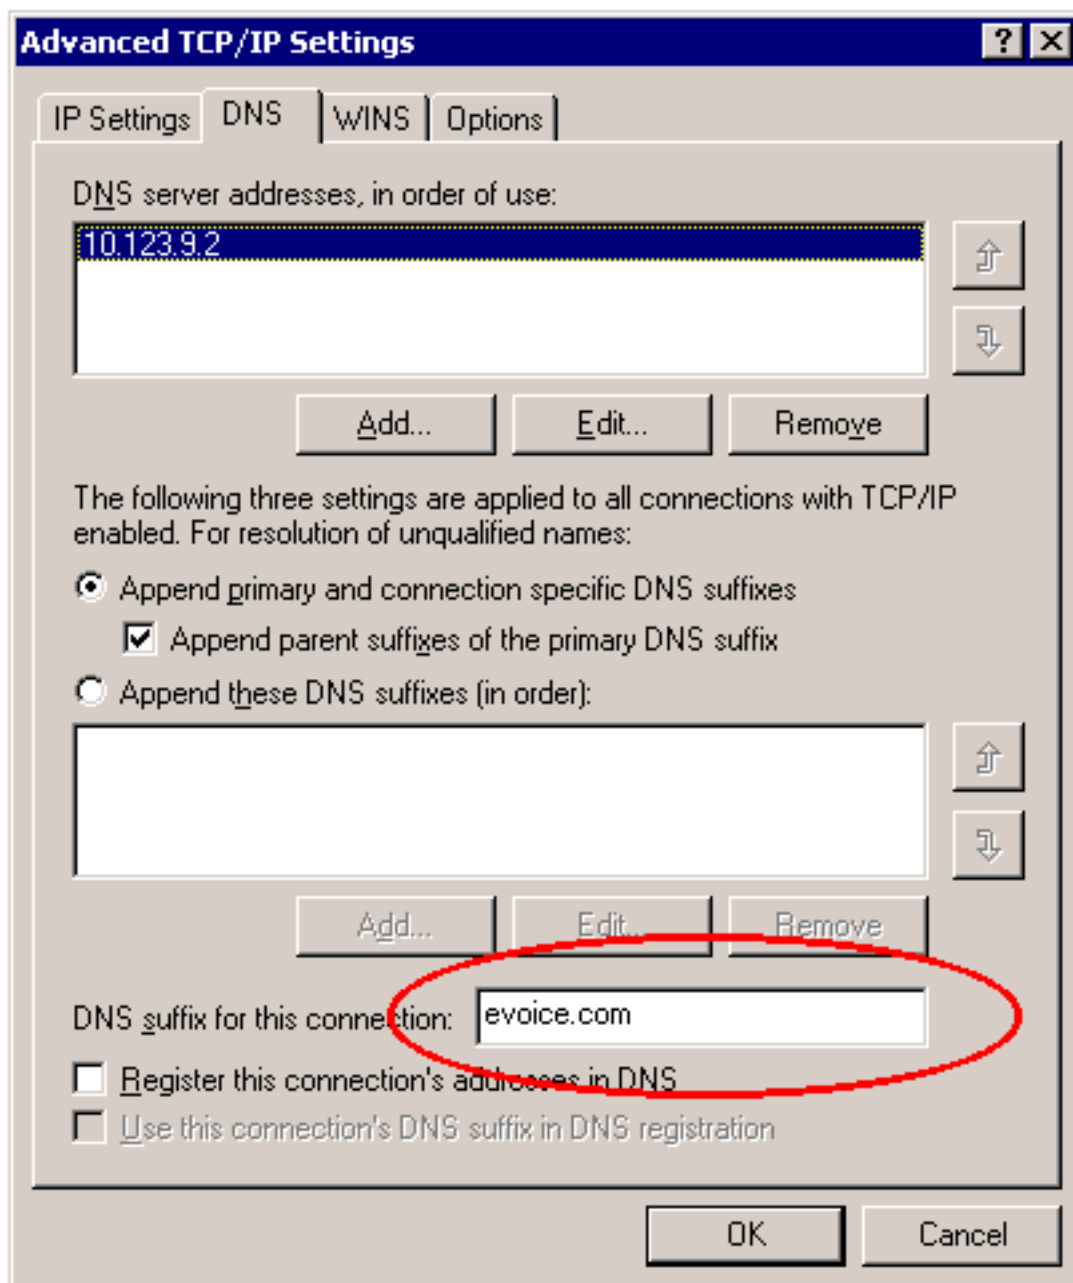 Advanced TCP/IP Settings
IP Settings
DNS
WINS
Options
DNS server addresses, in order of use:
10.123.9.2
Add...
Edit...
Remove
The following three settings are applied to all connections with TCP/IP
enabled. For resolution of unqualified names:
Append primary and connection specific DNS suffixes
Append parent suffixes of the primary DNS suffix
Append these DNS suffixes (in order):
Add...
Edit...
Remove
DNS suffix for this connection:
evoice.com
Register this connection's addresses in DNS
Use this connection's DNS suffix in DNS registration
OK
Cancel